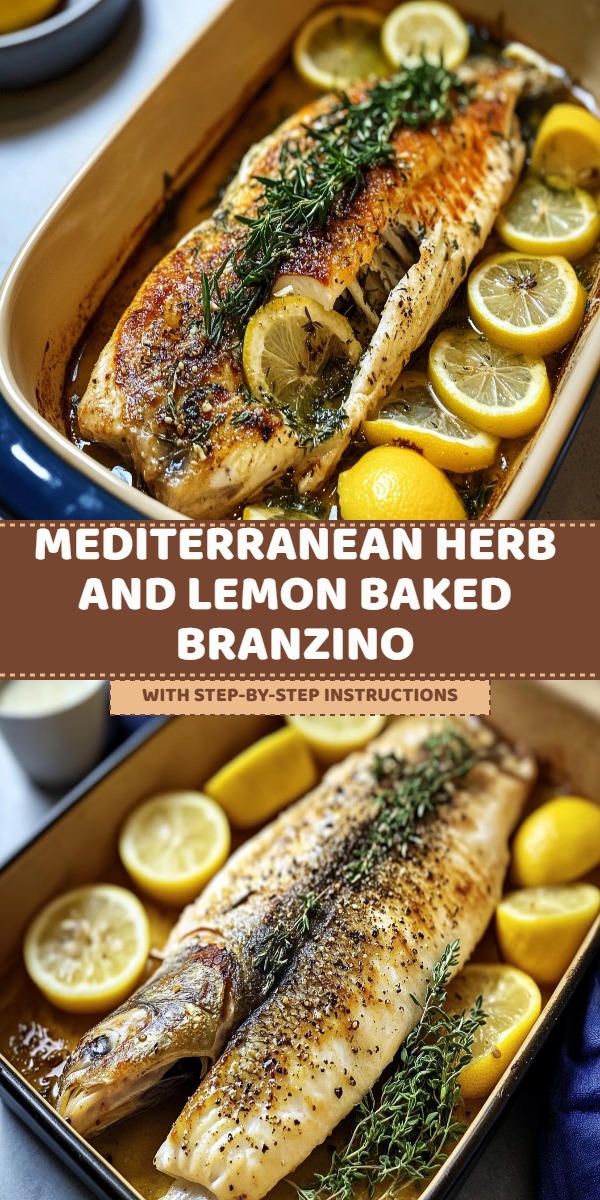 MEDITERRANEAN HERB
AND LEMON BAKED
BRANZINO
WITH STEP-BY-STEP INSTRUCTIONS